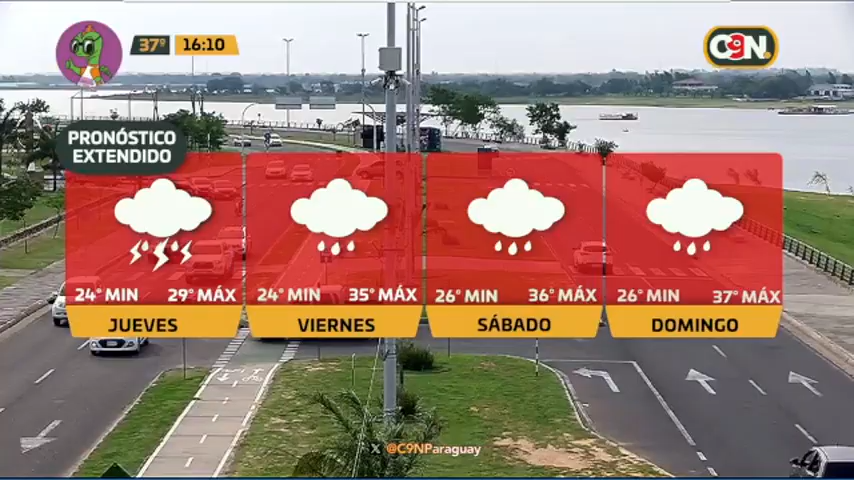 37°
16:10
C9N.
PRONÓSTICO
EXTENDIDO
24° MIN 29° MÁX
24° MIN 35° MÁX
26° MIN 36° MÁX
26° MIN 37° MÁX
JUEVES
VIERNES
SÁBADO
DOMINGO
X @C9NParaguay